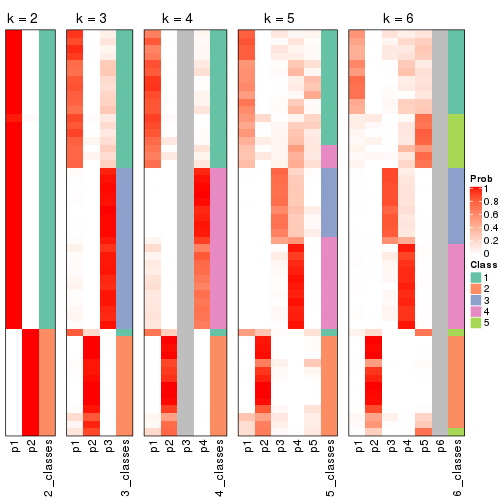 k = 2
k = 3
k = 4
k = 5
k = 6
Prob
1
0.8
0.6
0.4
0.2
0
Class
1
2
3
4
5
p1
p2
2_classes
p1
p2
p3
3_classes
p1
p2
p3
p4
4_classes
p1
p2
p3
p4
p5
5_classes
p1
p2
p3
p4
p5
p6
6_classes